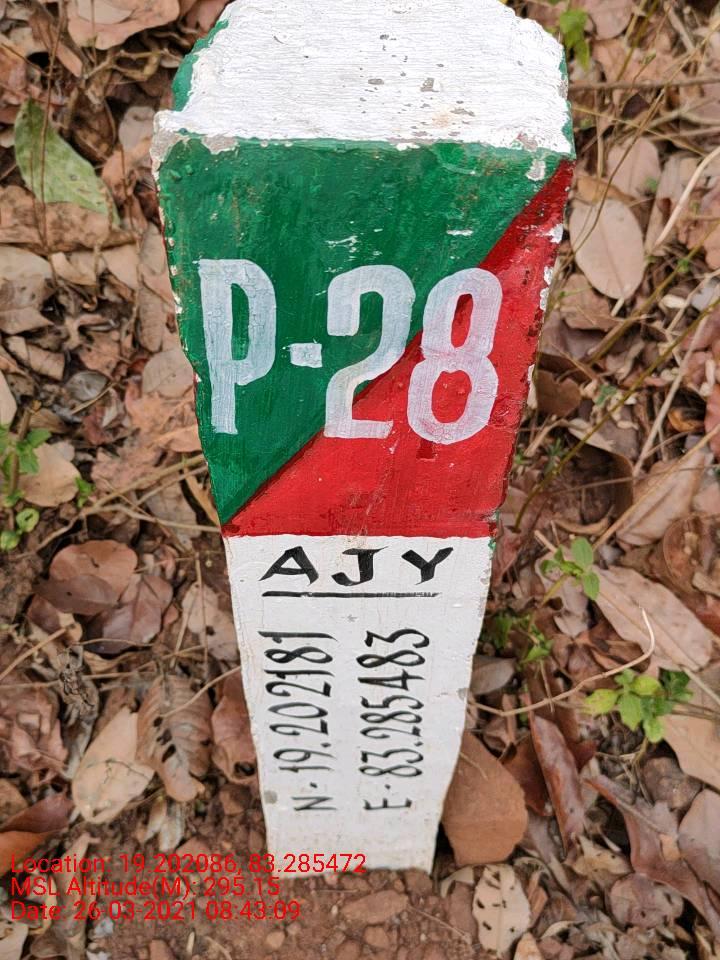 P-28
AJY
N-19.202181
E-83.285483
Location: 19.202086, 83.285472
MSL Altitude(M): 295.15
Date: 26-03-2021 08:43:09